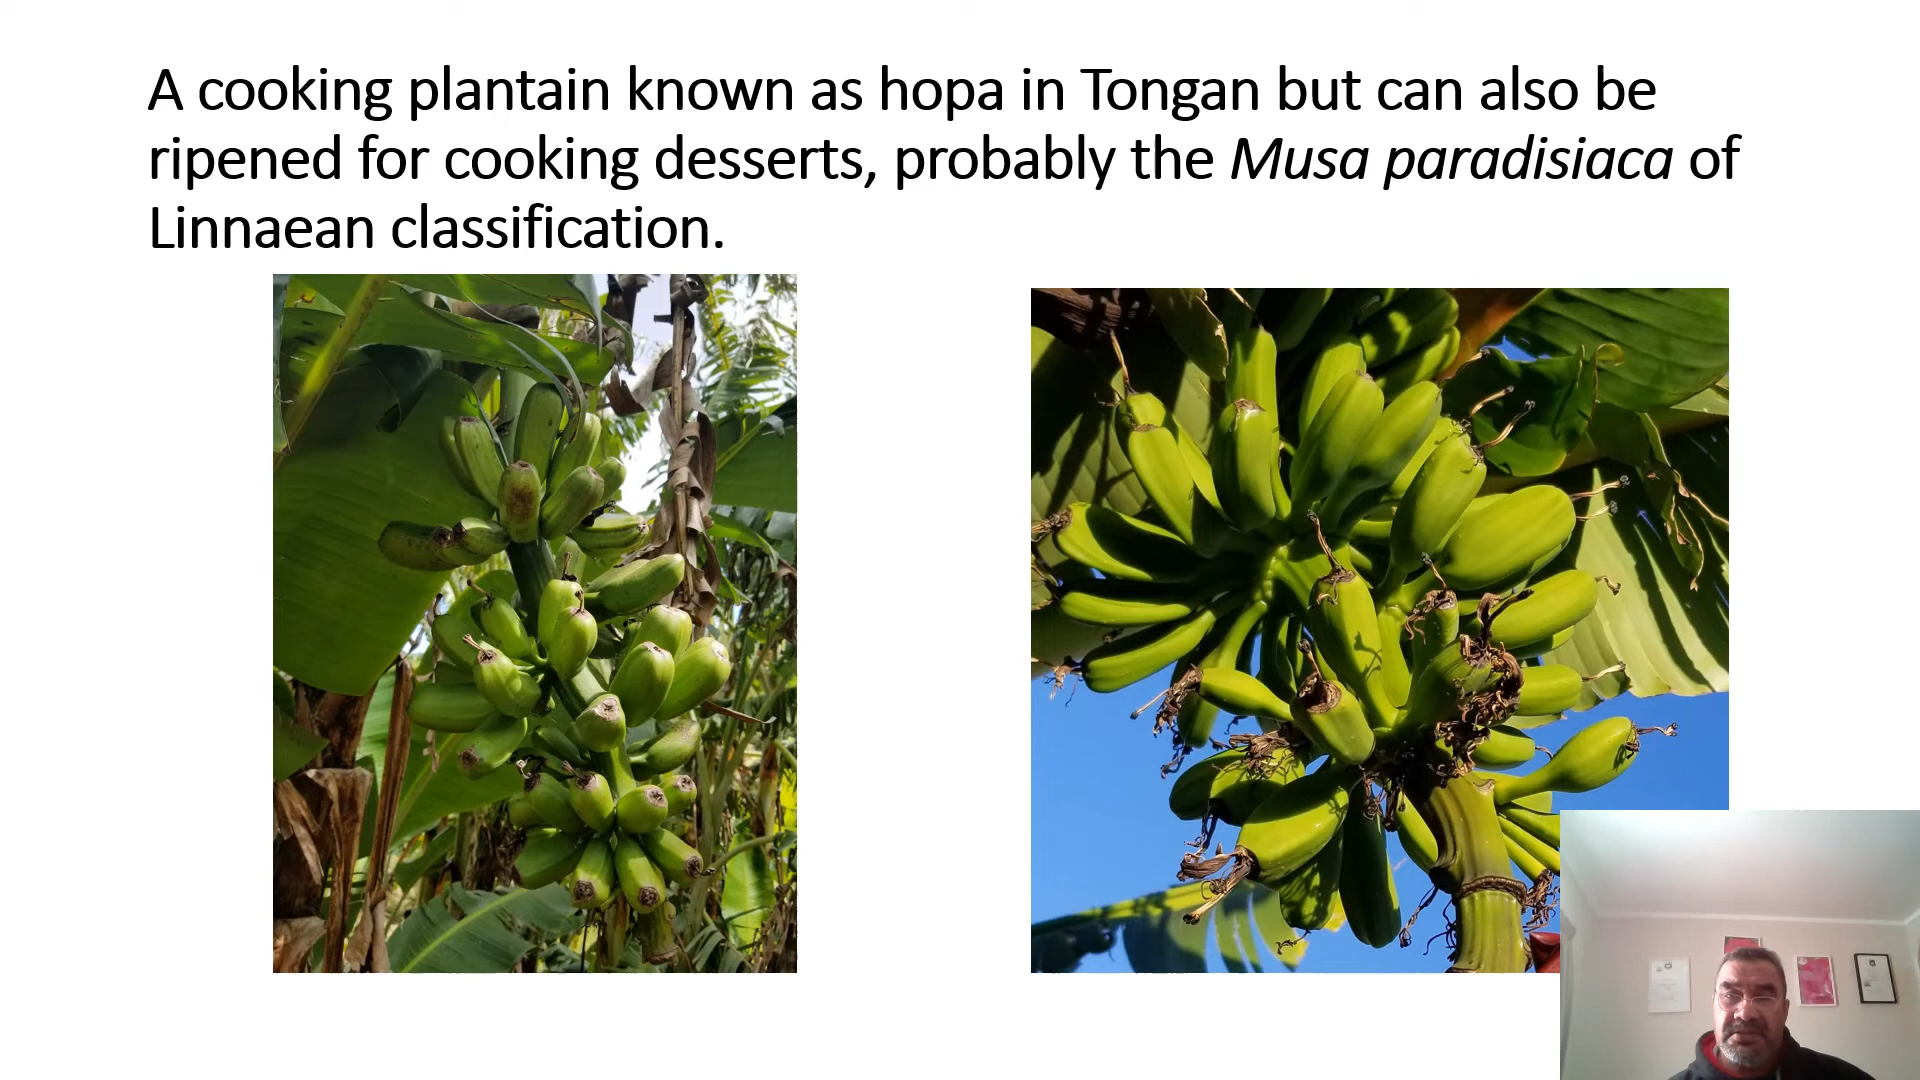 A cooking plantain known as hopa in Tongan but can also be
ripened for cooking desserts, probably the Musa paradisiaca of
Linnaean classification.